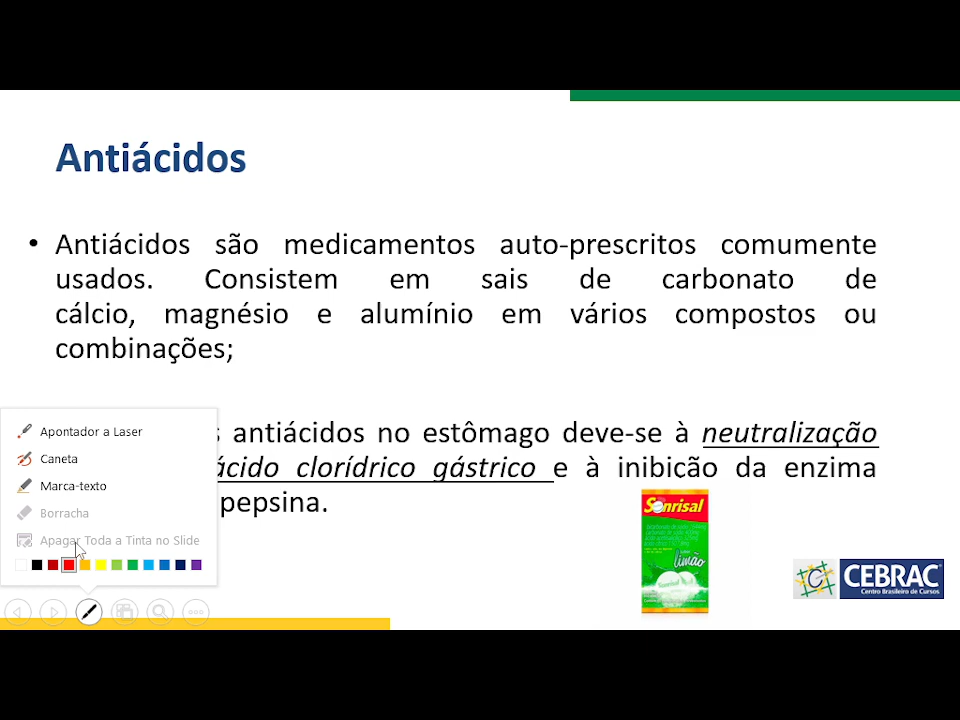 Antiácidos
• Antiácidos são medicamentos auto-prescritos comumente
usados. Consistem em sais de carbonato de
cálcio, magnésio e alumínio em vários compostos ou
combinações;
s antiácidos no estômago deve-se à neutralização
ácido clorídrico gástrico e à inibição da enzima
pepsina.
Apontador a Laser
Caneta
Marca-texto
Borracha
Apagar Toda a Tinta no Slide
Sonrisal
limão
CEBRAC
Centro Brasileiro de Cursos